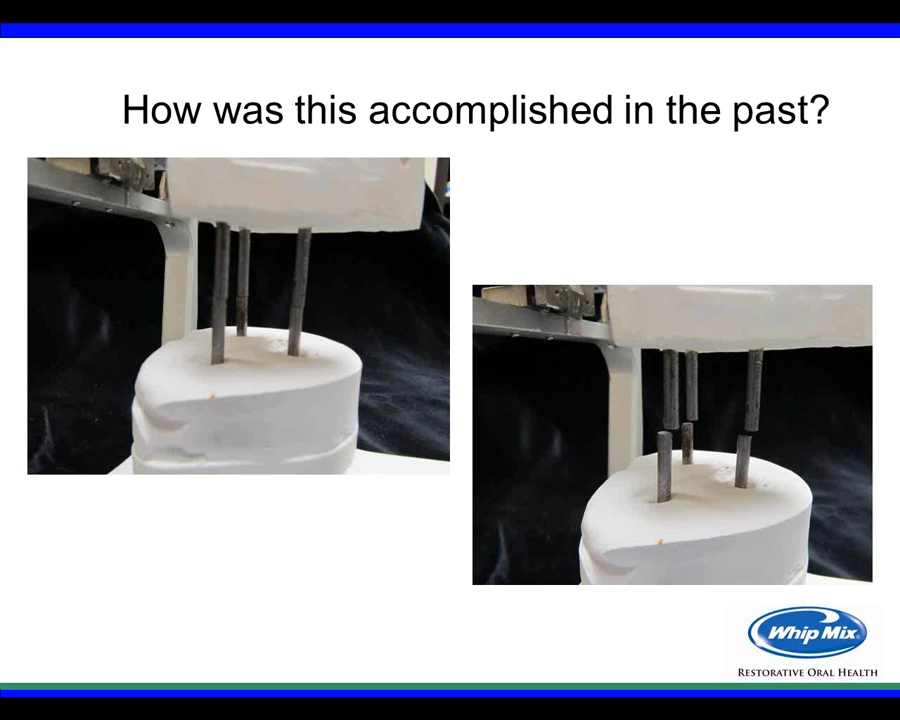 How was this accomplished in the past?
Whip Mix®
RESTORATIVE ORAL HEALTH